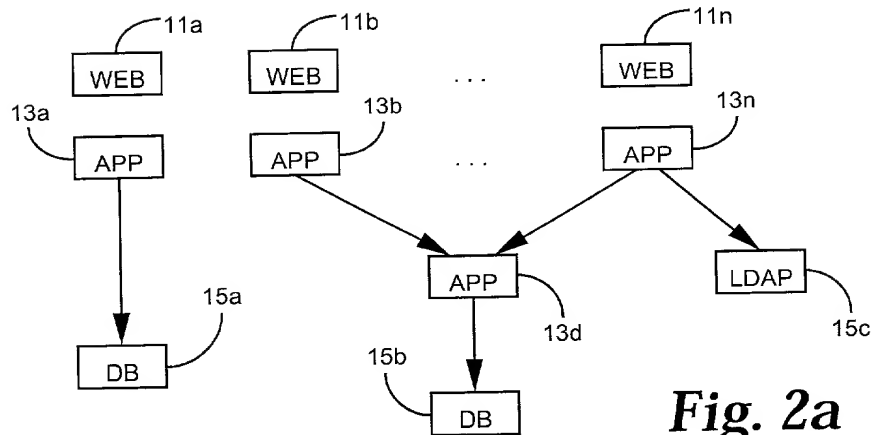 11a 11b 11n
WEB WEB ... WEB
13a 13b 13n
APP APP ... APP
APP LDAP
15a 13d 15c
DB 15b
DB
Fig. 2a